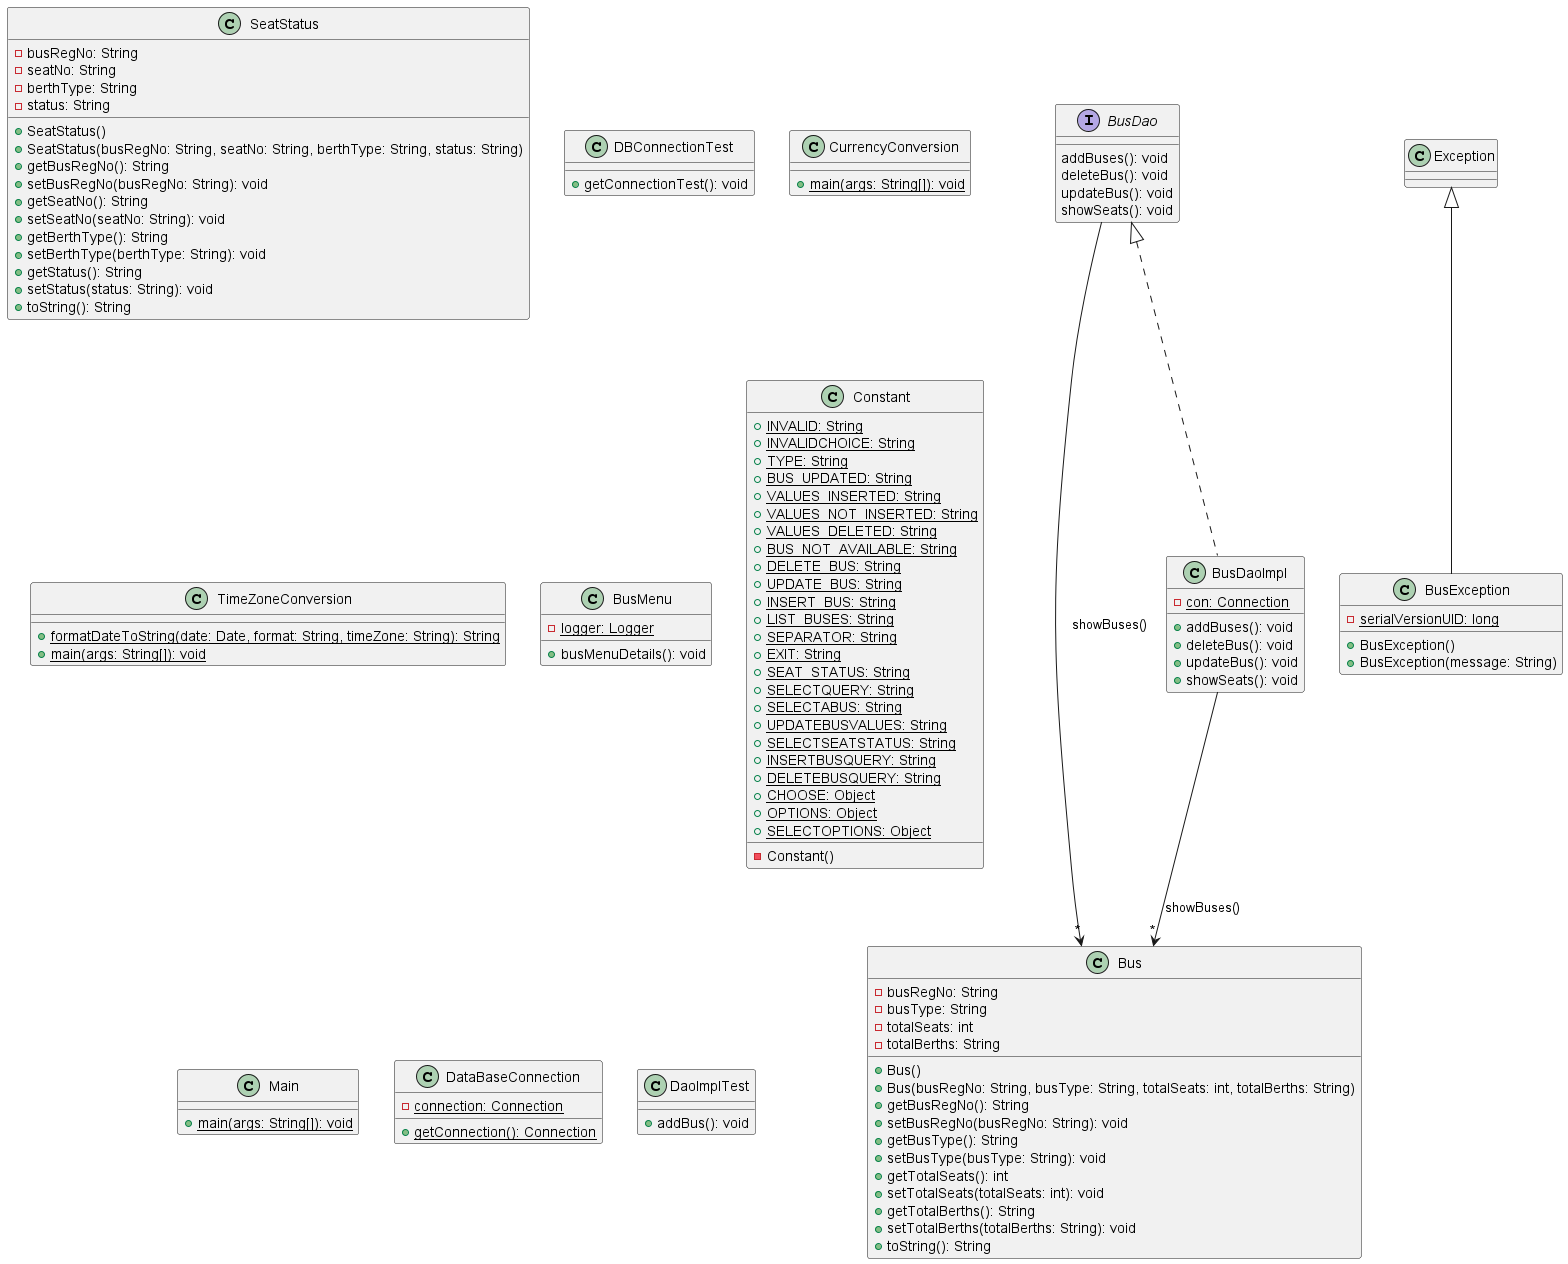 C SeatStatus
busRegNo: String
seatNo: String
berthType: String
status: String
SeatStatus()
SeatStatus(busRegNo: String, seatNo: String, berthType: String, status: String)
getBusRegNo(): String
setBusRegNo(busRegNo: String): void
getSeatNo(): String
setSeatNo(seatNo: String): void
getBerthType(): String
setBerthType(berthType: String): void
getStatus(): String
setStatus(status: String): void
toString(): String
C DBConnectionTest
getConnectionTest(): void
C CurrencyConversion
main(args: String[]): void
I BusDao
addBuses(): void
deleteBus(): void
updateBus(): void
showSeats(): void
C Exception
C TimeZoneConversion
formatDateToString(date: Date, format: String, timeZone: String): String
main(args: String[]): void
C BusMenu
logger: Logger
busMenuDetails(): void
C Constant
INVALID: String
INVALIDCHOICE: String
TYPE: String
BUS_UPDATED: String
VALUES_INSERTED: String
VALUES_NOT_INSERTED: String
VALUES_DELETED: String
BUS_NOT_AVAILABLE: String
DELETE_BUS: String
UPDATE_BUS: String
INSERT_BUS: String
LIST_BUSES: String
SEPARATOR: String
EXIT: String
SEAT_STATUS: String
SELECTQUERY: String
SELECTABUS: String
UPDATEBUSVALUES: String
SELECTSEATSTATUS: String
INSERTBUSQUERY: String
DELETEBUSQUERY: String
CHOOSE: Object
OPTIONS: Object
SELECTOPTIONS: Object
Constant()
showBuses()
C BusDaoImpl
con: Connection
addBuses(): void
deleteBus(): void
updateBus(): void
showSeats(): void
C BusException
serialVersionUID: long
BusException()
BusException(message: String)
showBuses()
*
*
C Main
main(args: String[]): void
C DataBaseConnection
connection: Connection
getConnection(): Connection
C DaoImplTest
addBus(): void
C Bus
busRegNo: String
busType: String
totalSeats: int
totalBerths: String
Bus()
Bus(busRegNo: String, busType: String, totalSeats: int, totalBerths: String)
getBusRegNo(): String
setBusRegNo(busRegNo: String): void
getBusType(): String
setBusType(busType: String): void
getTotalSeats(): int
setTotalSeats(totalSeats: int): void
getTotalBerths(): String
setTotalBerths(totalBerths: String): void
toString(): String